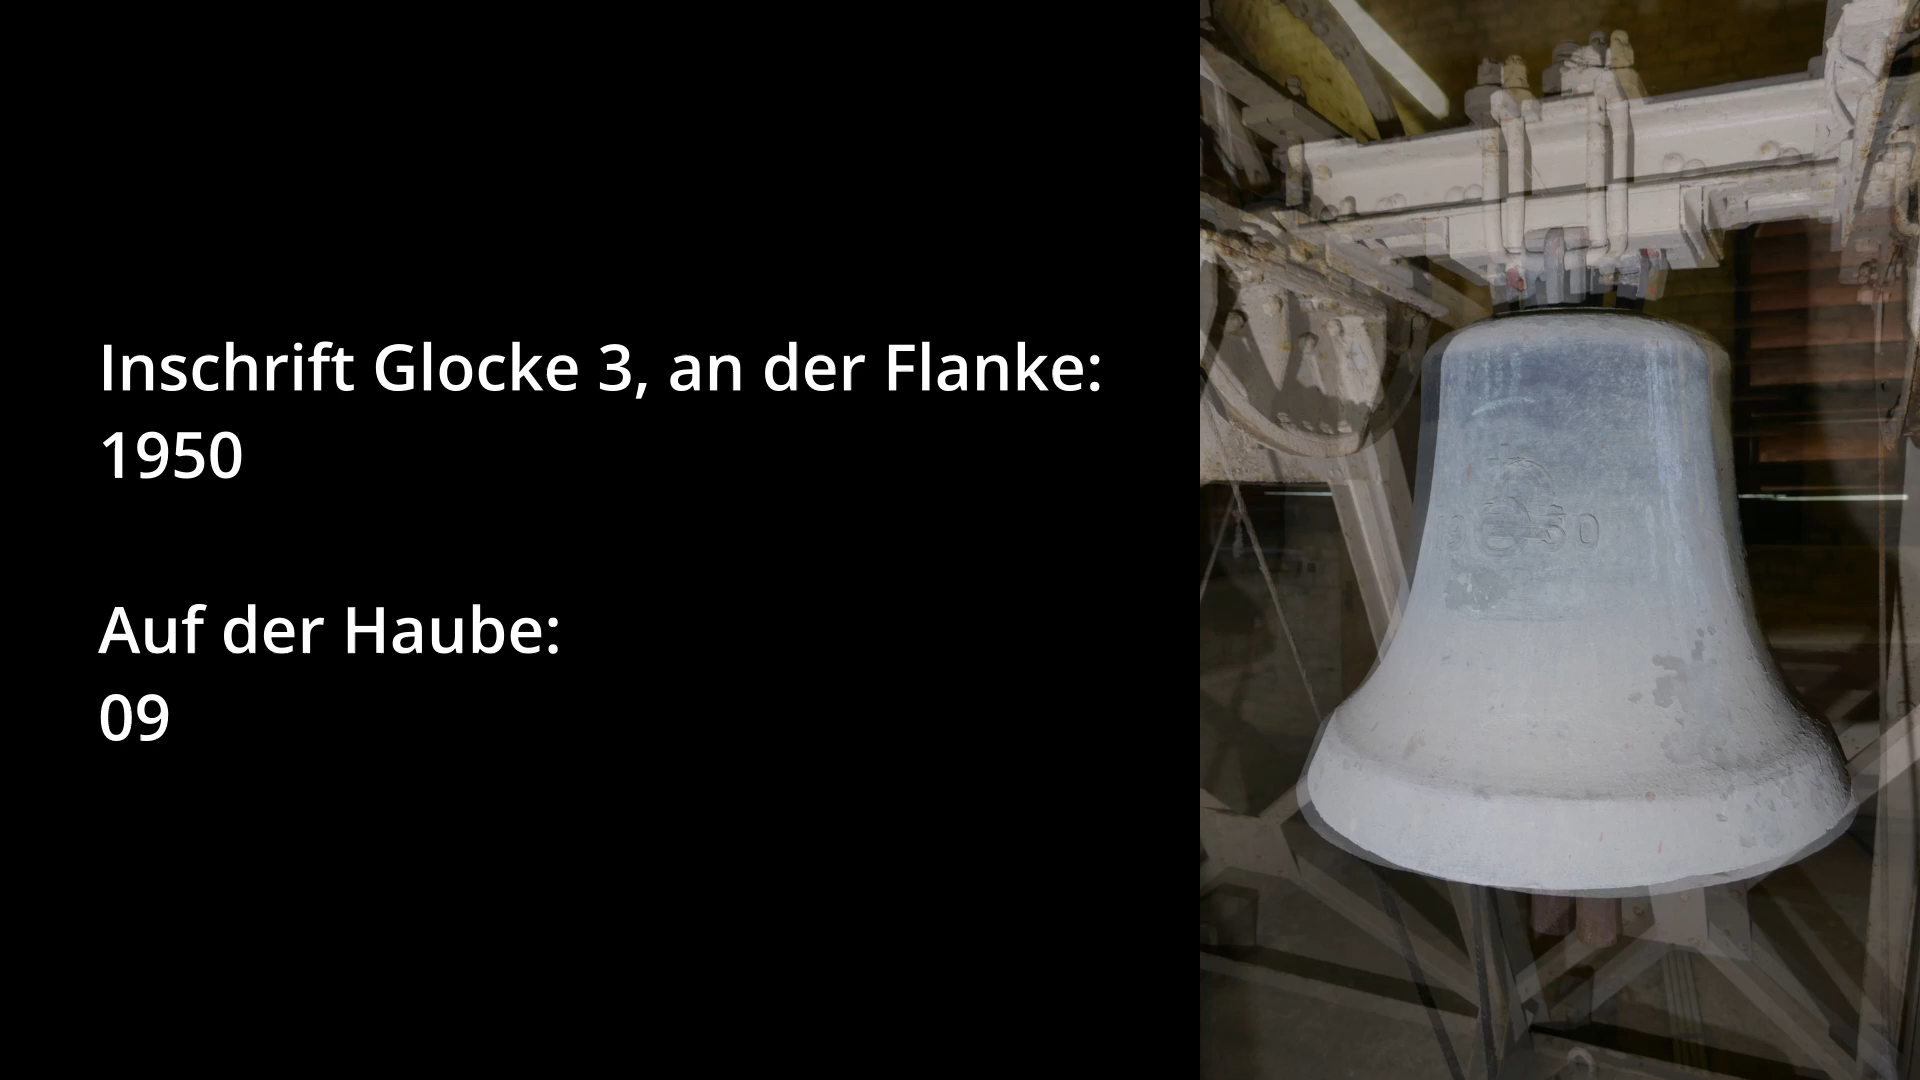 Inschrift Glocke 3, an der Flanke:
1950

Auf der Haube:
09